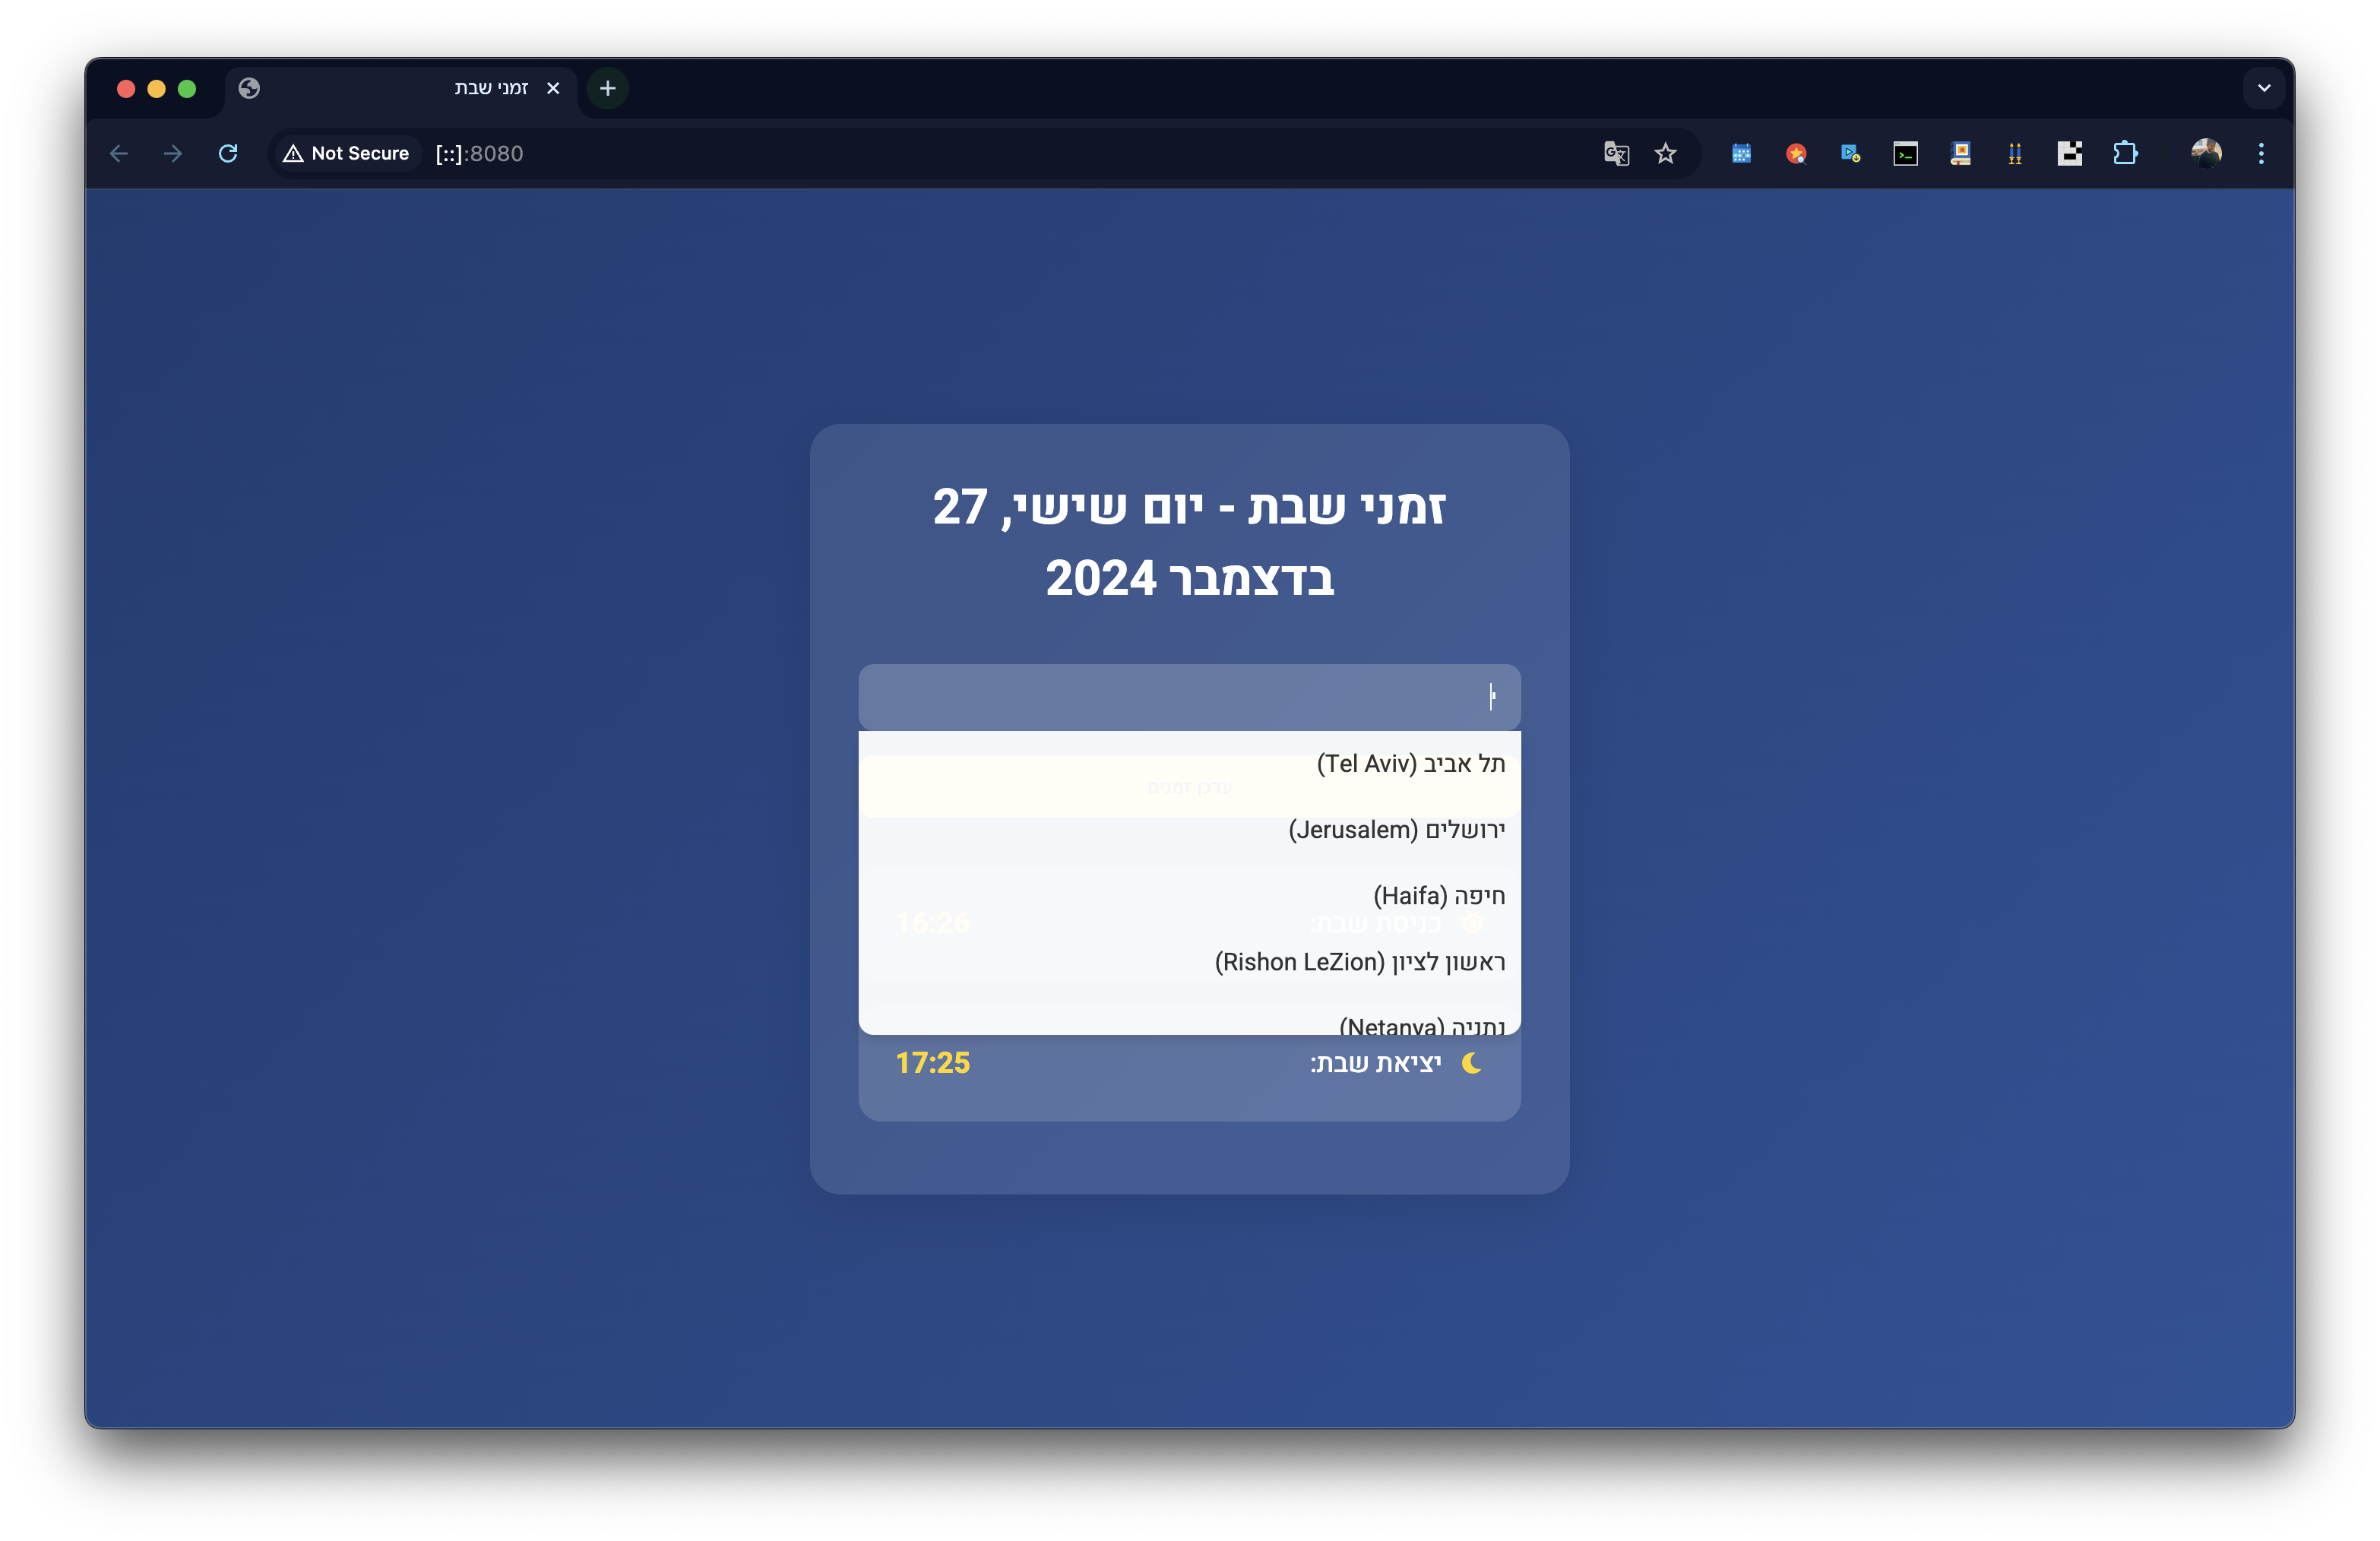 זמני שבת
Not Secure
[::]:8080
זמני שבת - יום שישי, 27
בדצמבר 2024
תל אביב (Tel Aviv)
עדכן זמנים
ירושלים (Jerusalem)
חיפה (Haifa)
כניסת שבת: 16:26
ראשון לציון (Rishon LeZion)
נתניה (Netanya)
יציאת שבת: 17:25